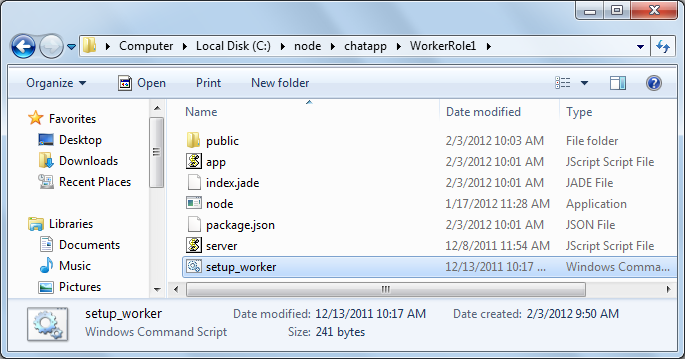 Computer Local Disk (C:) node chatapp WorkerRole1
Organize Open Print New folder
Favorites
Desktop
Downloads
Recent Places
Libraries
Documents
Music
Pictures
Name Date modified Type
public 2/3/2012 10:03 AM File folder
app 2/3/2012 10:01 AM JScript Script File
index.jade 2/3/2012 10:01 AM JADE File
node 1/17/2012 11:28 AM Application
package.json 2/3/2012 10:01 AM JSON File
server 12/8/2011 11:54 AM JScript Script File
setup_worker 12/13/2011 10:17 ... Windows Comma...
setup_worker Date modified: 12/13/2011 10:17 AM Date created: 2/3/2012 9:50 AM
Windows Command Script Size: 241 bytes